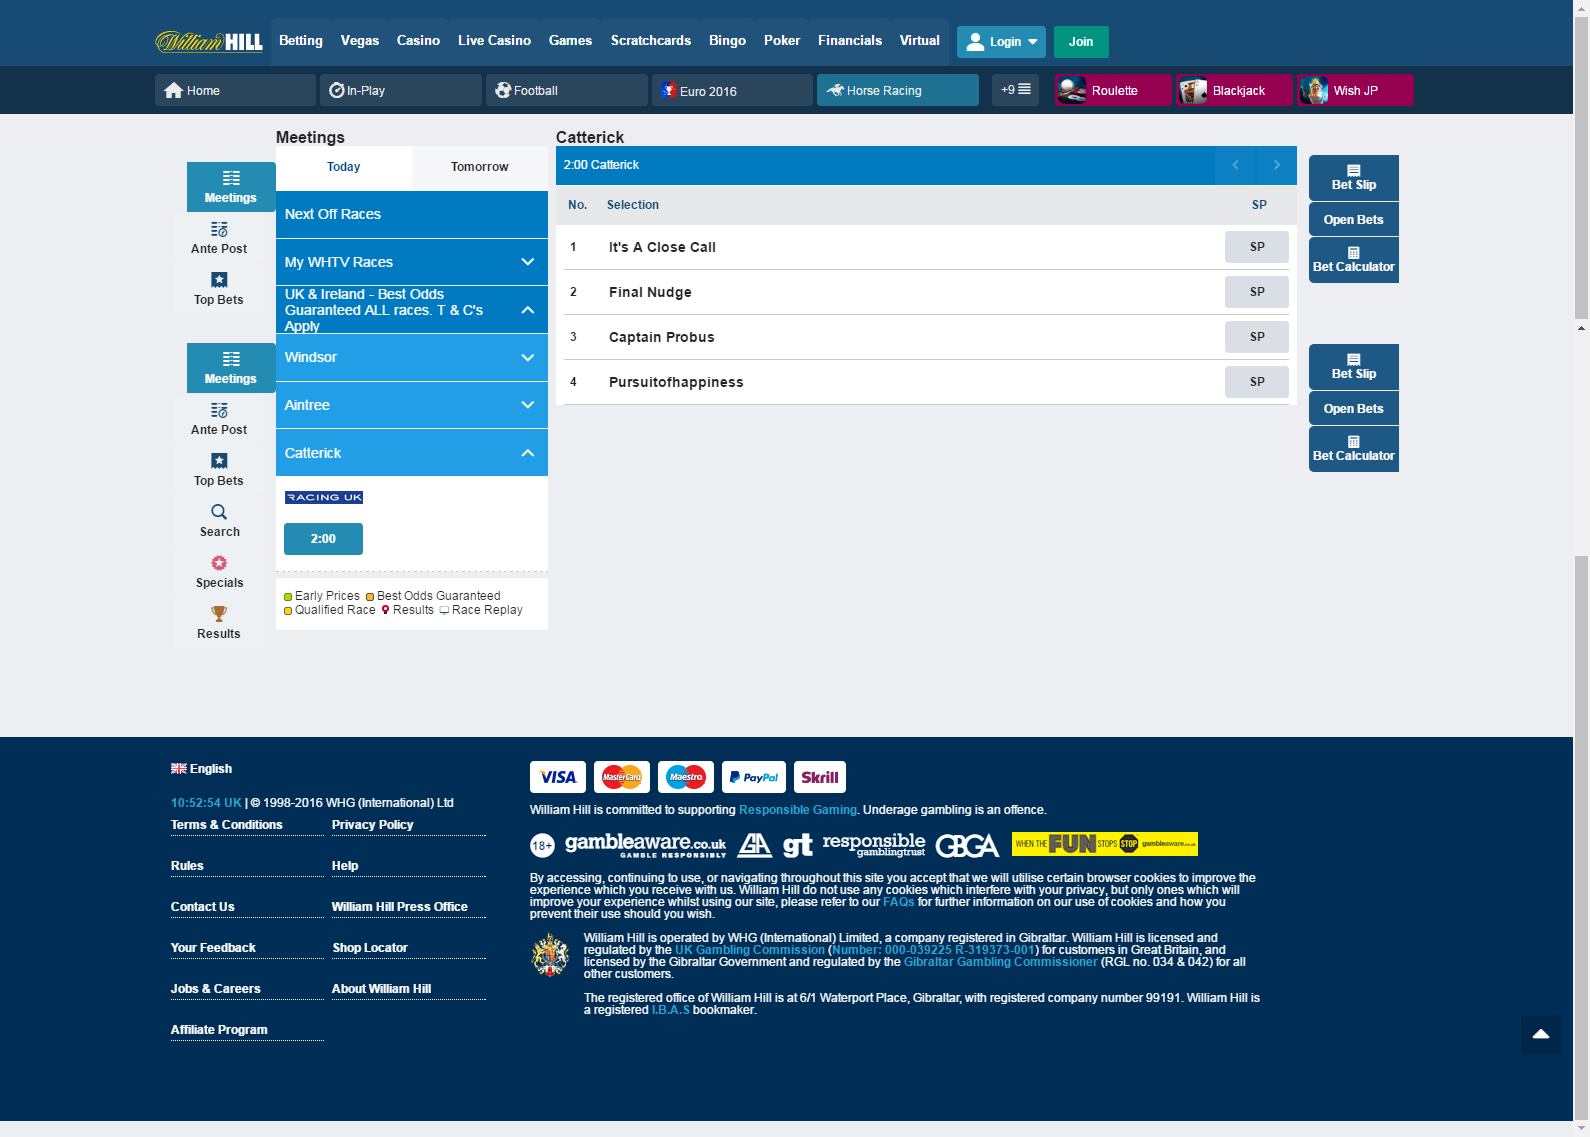 William HILL
Betting
Vegas
Casino
Live Casino
Games
Scratchcards
Bingo
Poker
Financials
Virtual
Login
Join
Home
In-Play
Football
Euro 2016
Horse Racing
+9
Roulette
Blackjack
Wish JP
Meetings
Ante Post
Top Bets
Meetings
Ante Post
Top Bets
Search
Specials
Results
Meetings
Today
Tomorrow
Next Off Races
My WHTV Races
UK & Ireland - Best Odds
Guaranteed ALL races. T & C's
Apply
Windsor
Aintree
Catterick
RACING UK
2:00
Early Prices
Best Odds Guaranteed
Qualified Race
Results
Race Replay
Catterick
2:00 Catterick
No. Selection SP
1 It's A Close Call SP
2 Final Nudge SP
3 Captain Probus SP
4 Pursuitofhappiness SP
Bet Slip
Open Bets
Bet Calculator
Bet Slip
Open Bets
Bet Calculator
English
10:52:54 UK | © 1998-2016 WHG (International) Ltd
Terms & Conditions
Privacy Policy
Rules
Help
Contact Us
William Hill Press Office
Your Feedback
Shop Locator
Jobs & Careers
About William Hill
Affiliate Program
VISA
MasterCard
Maestro
PayPal
Skrill
William Hill is committed to supporting Responsible Gaming. Underage gambling is an offence.
18+
gambleaware.co.uk
GAMBLE RESPONSIBLY
GA
gt
responsible
gamblingtrust
GBGA
WHEN THE FUN STOPS STOP gambleaware.co.uk
By accessing, continuing to use, or navigating throughout this site you accept that we will utilise certain browser cookies to improve the
experience which you receive with us. William Hill do not use any cookies which interfere with your privacy, but only ones which will
improve your experience whilst using our site, please refer to our FAQs for further information on our use of cookies and how you
prevent their use should you wish.
William Hill is operated by WHG (International) Limited, a company registered in Gibraltar. William Hill is licensed and
regulated by the UK Gambling Commission (Number: 000-039225 R-319373-001) for customers in Great Britain, and
licensed by the Gibraltar Government and regulated by the Gibraltar Gambling Commissioner (RGL no. 034 & 042) for all
other customers.
The registered office of William Hill is at 6/1 Waterport Place, Gibraltar, with registered company number 99191. William Hill is
a registered I.B.A.S bookmaker.